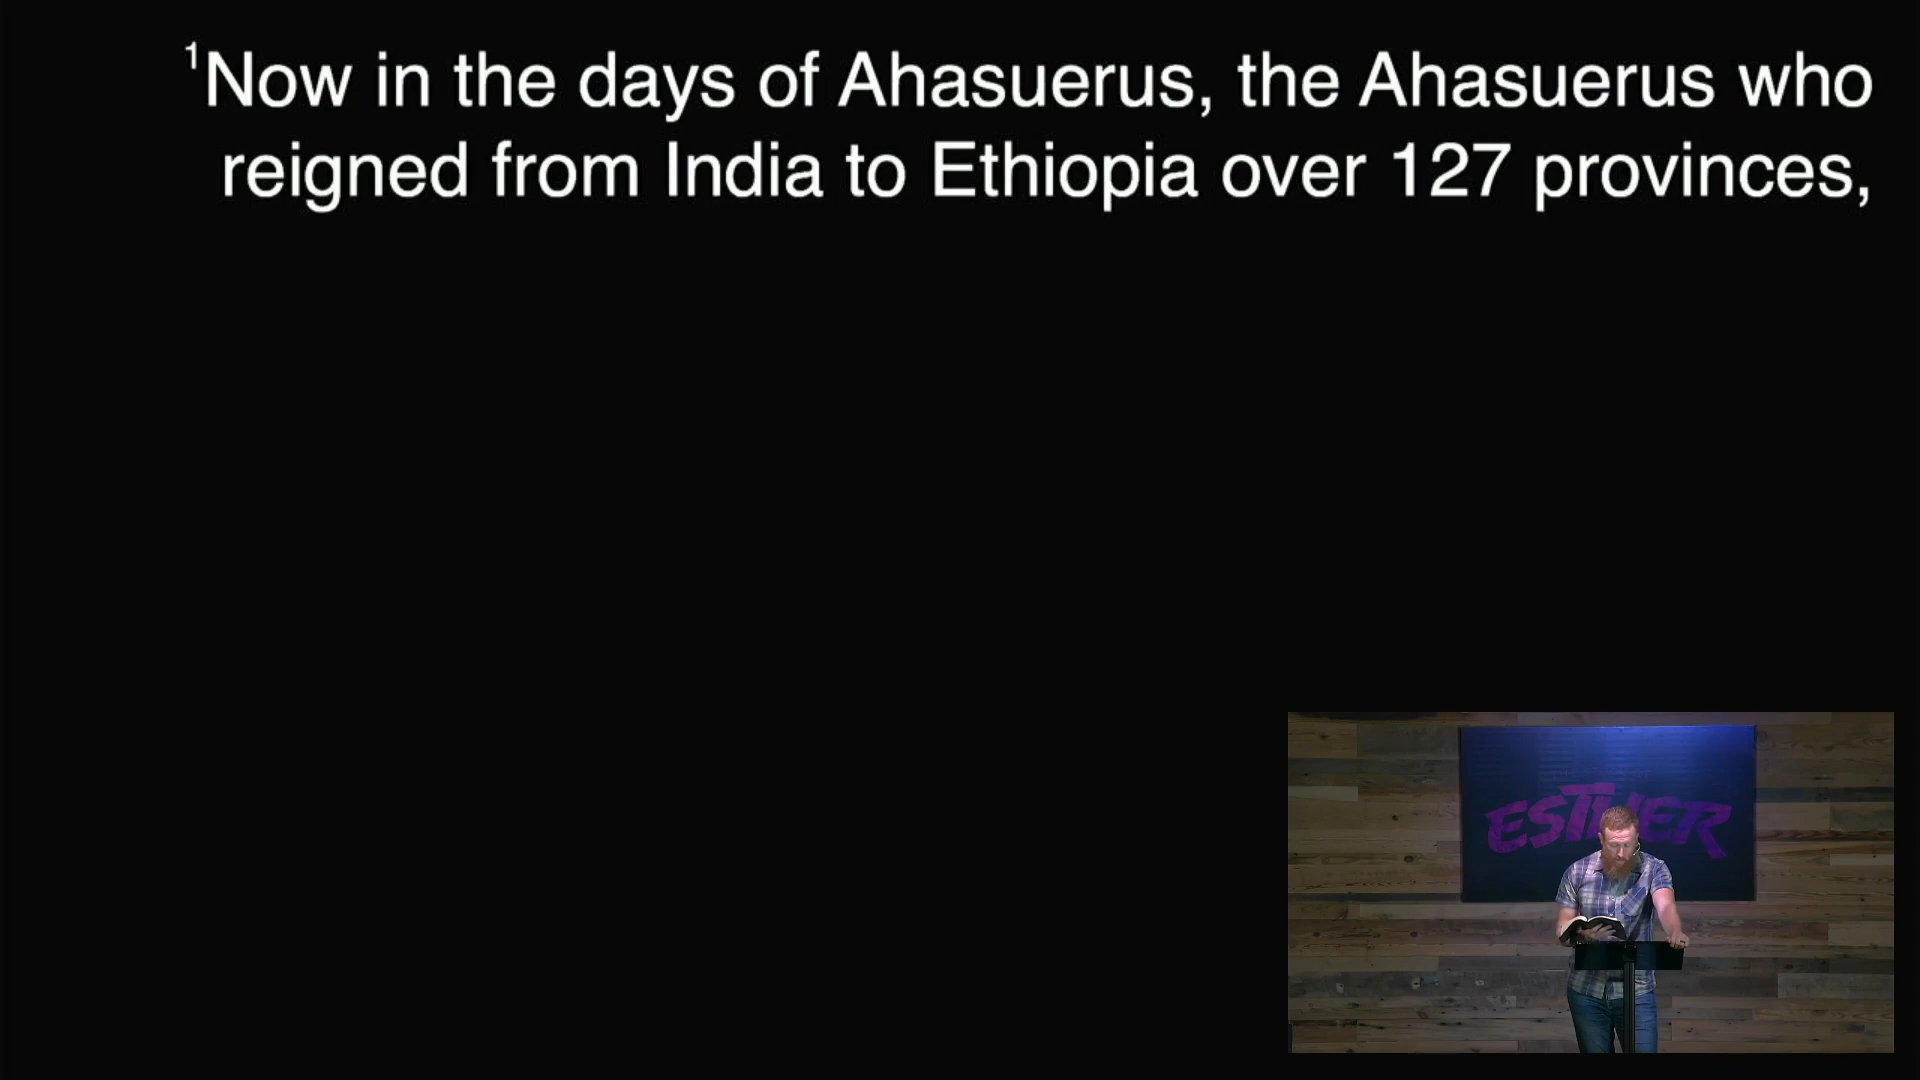 ¹Now in the days of Ahasuerus, the Ahasuerus who
reigned from India to Ethiopia over 127 provinces,
ESTHER